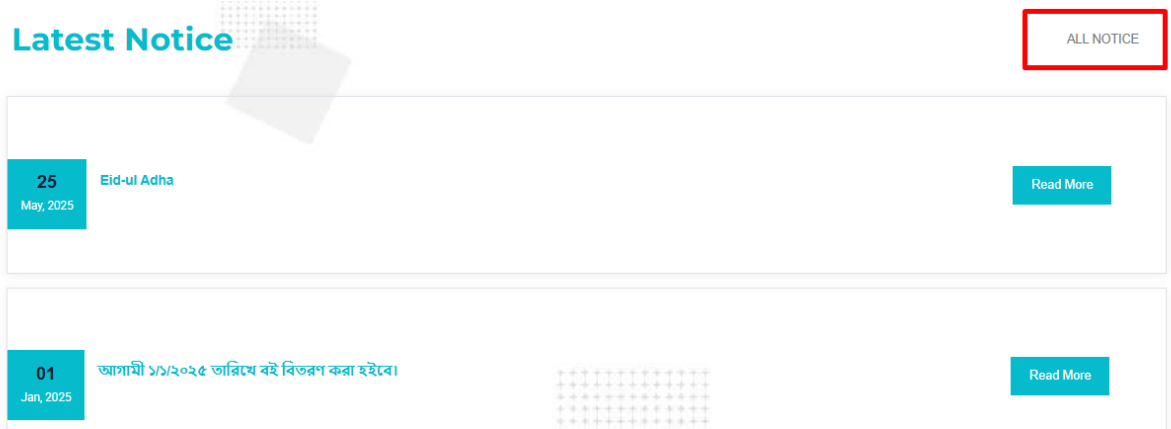 Latest Notice
ALL NOTICE
25
May, 2025
Eid-ul Adha
Read More
01
Jan, 2025
আগামী ১/১/২০২৫ তারিখে বই বিতরণ করা হইবে।
Read More